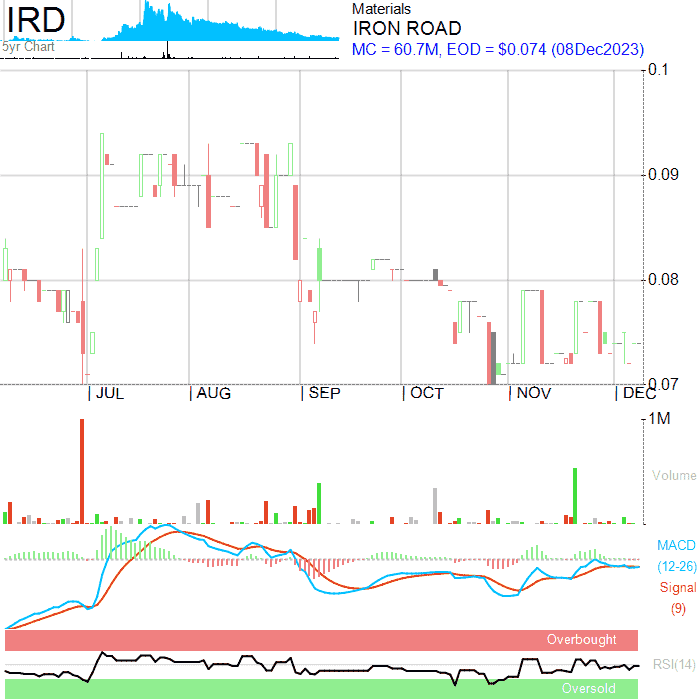 IRD
5yr Chart
Materials
IRON ROAD
MC = 60.7M, EOD = $0.074 (08Dec2023)
0.1
0.09
0.08
0.07
JUL AUG SEP OCT NOV DEC
1M
Volume
MACD
(12-26)
Signal
(9)
Overbought
RSI(14)
Oversold